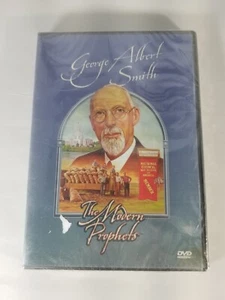 George Albert
Smith
The Modern
Prophets
DVD